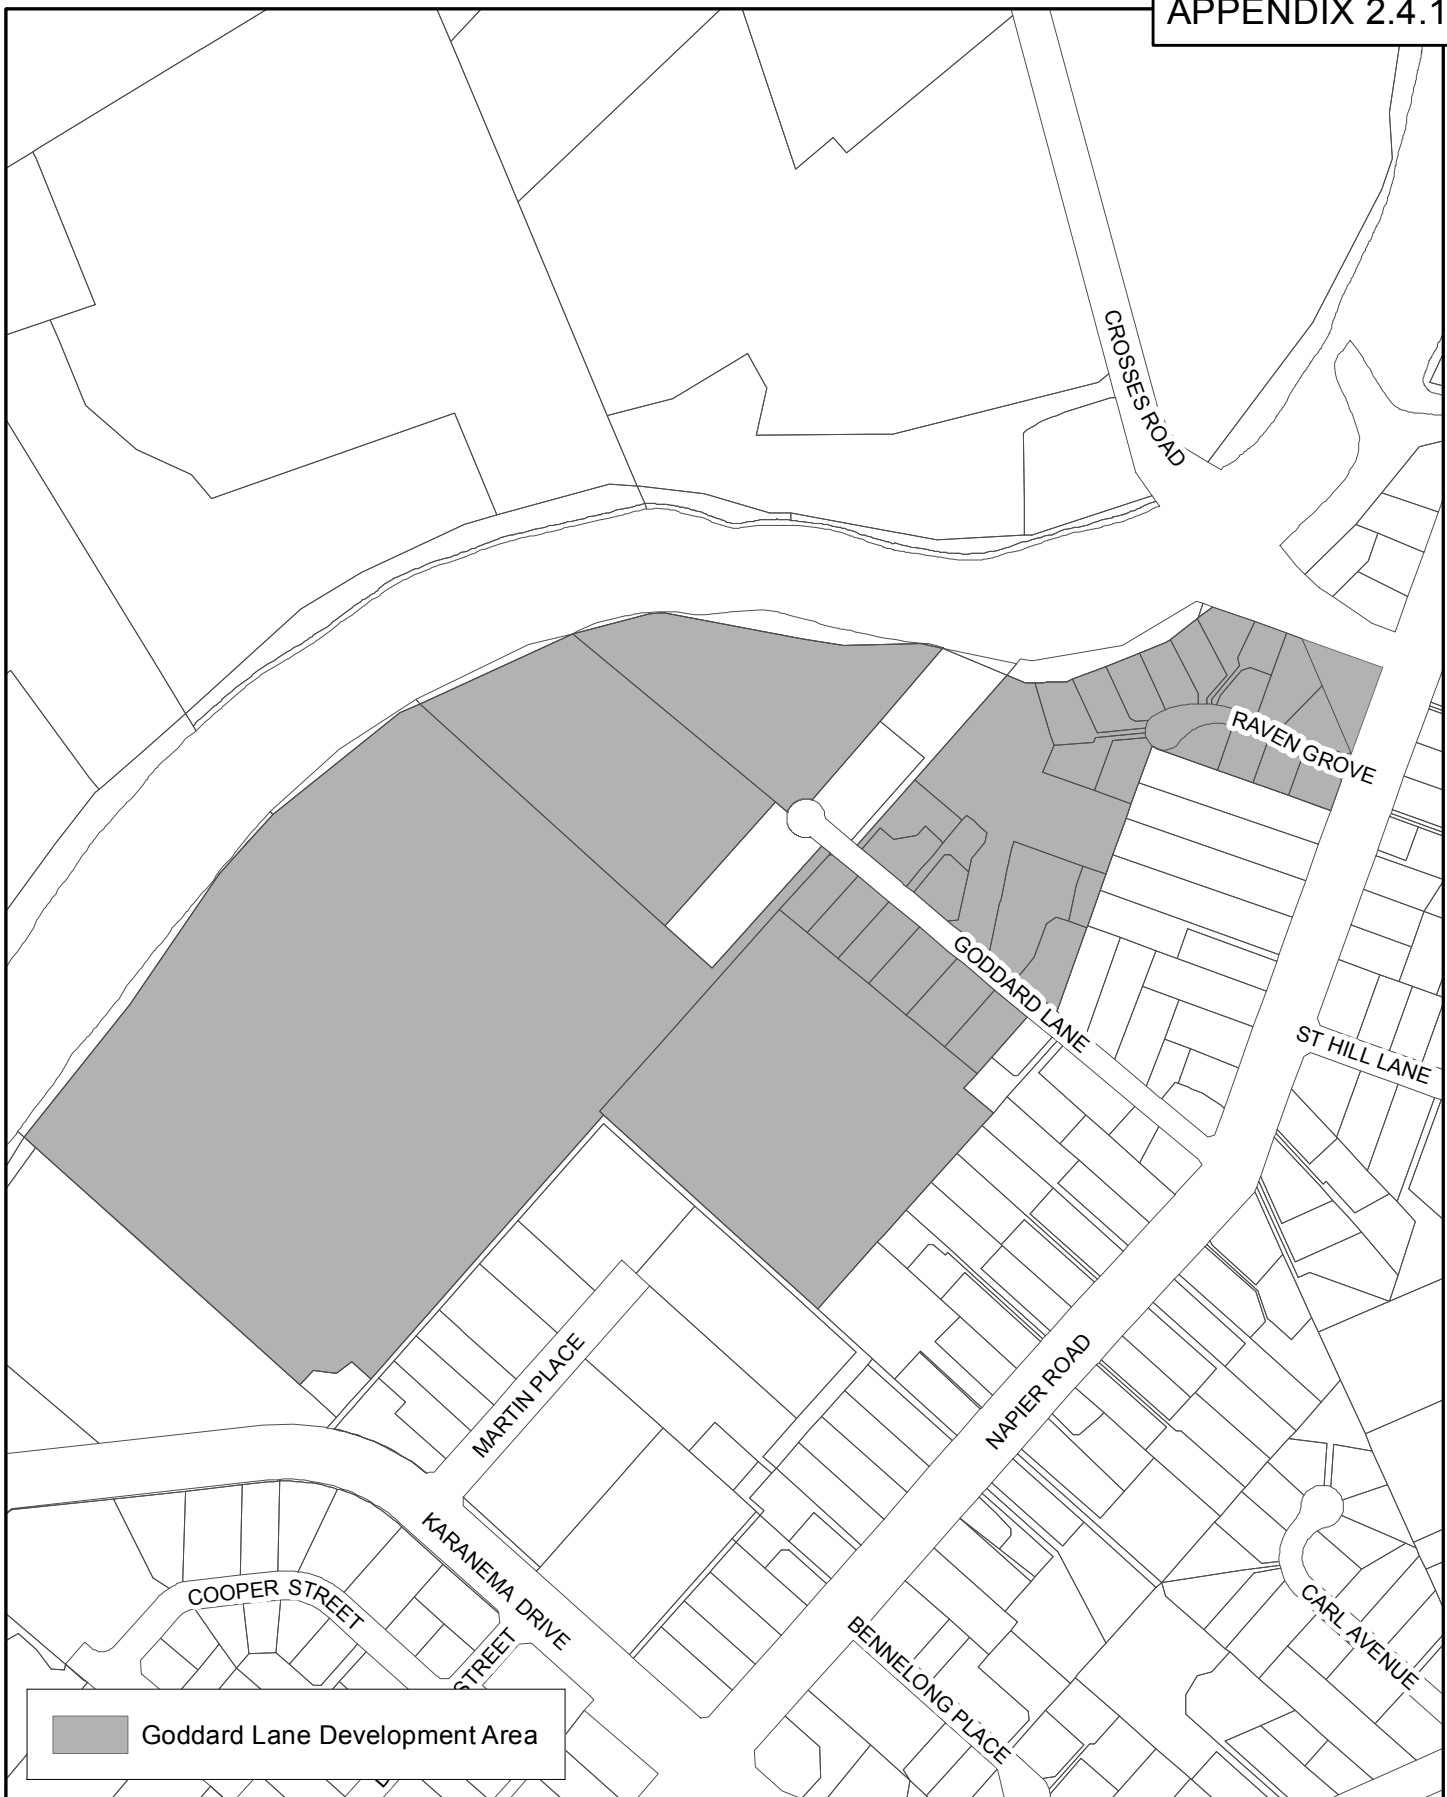 APPENDIX 2.4.1
CROSSES ROAD
RAVEN GROVE
GODDARD LANE
ST HILL LANE
MARTIN PLACE
NAPIER ROAD
KARANEMA DRIVE
COOPER STREET
STREET
CARL AVENUE
BENNELONG PLACE
Goddard Lane Development Area